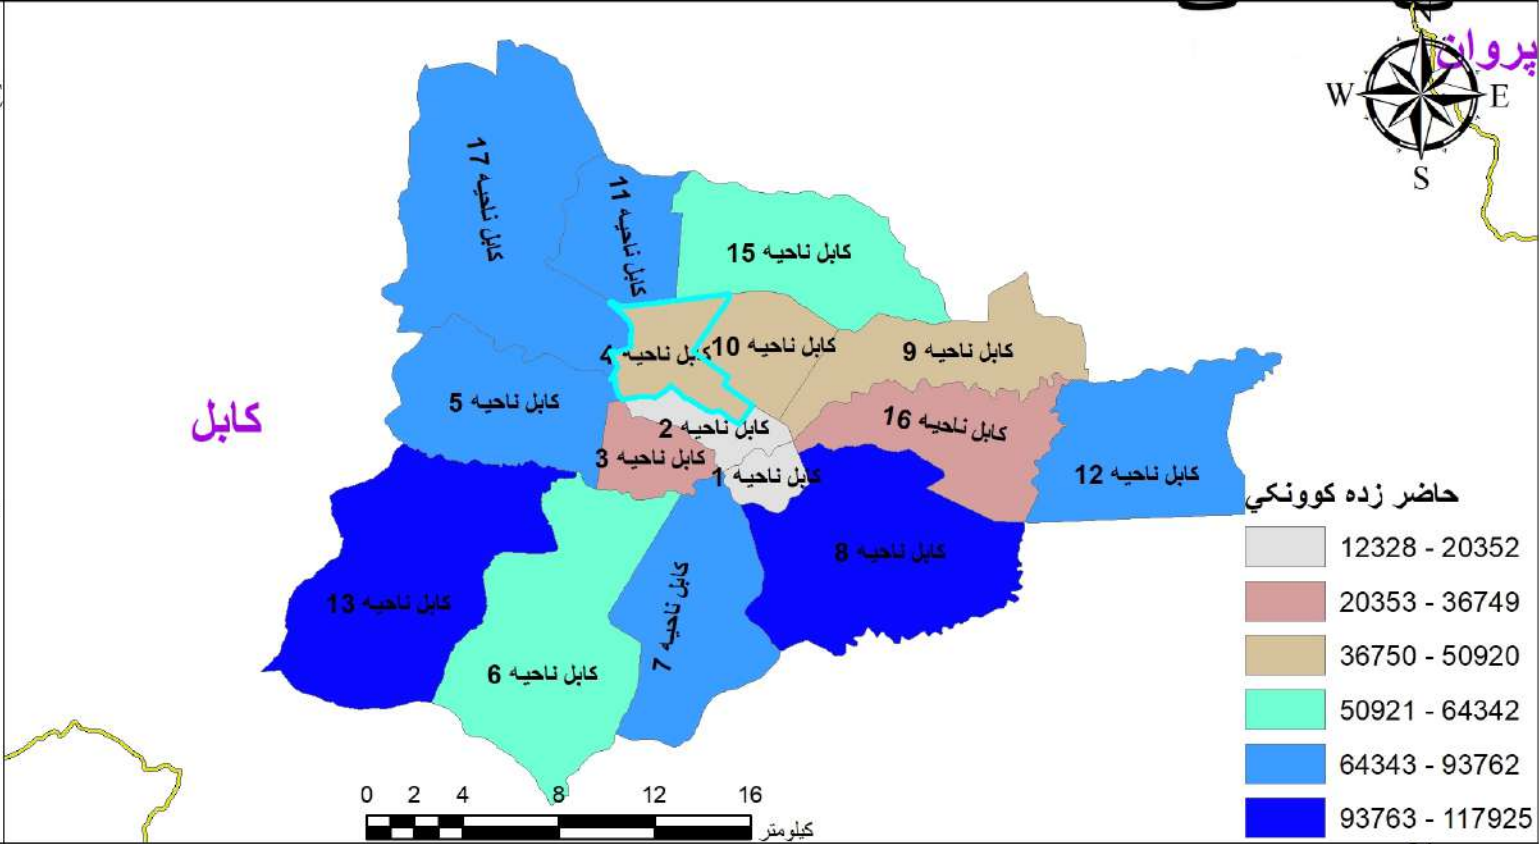 N
پروان
W
E
S
کابل ناحیه 17
کابل ناحیه 11
کابل ناحیه 15
کابل ناحیه 4
کابل ناحیه 10
کابل ناحیه 9
کابل ناحیه 5
کابل
کابل ناحیه 2
کابل ناحیه 16
کابل ناحیه 3
کابل ناحیه 1
کابل ناحیه 12
کابل ناحیه 8
کابل ناحیه 13
کابل ناحیه 7
کابل ناحیه 6
حاضر زده کوونکي
12328 - 20352
20353 - 36749
36750 - 50920
50921 - 64342
64343 - 93762
93763 - 117925
0 2 4 8 12 16
کیلومتر